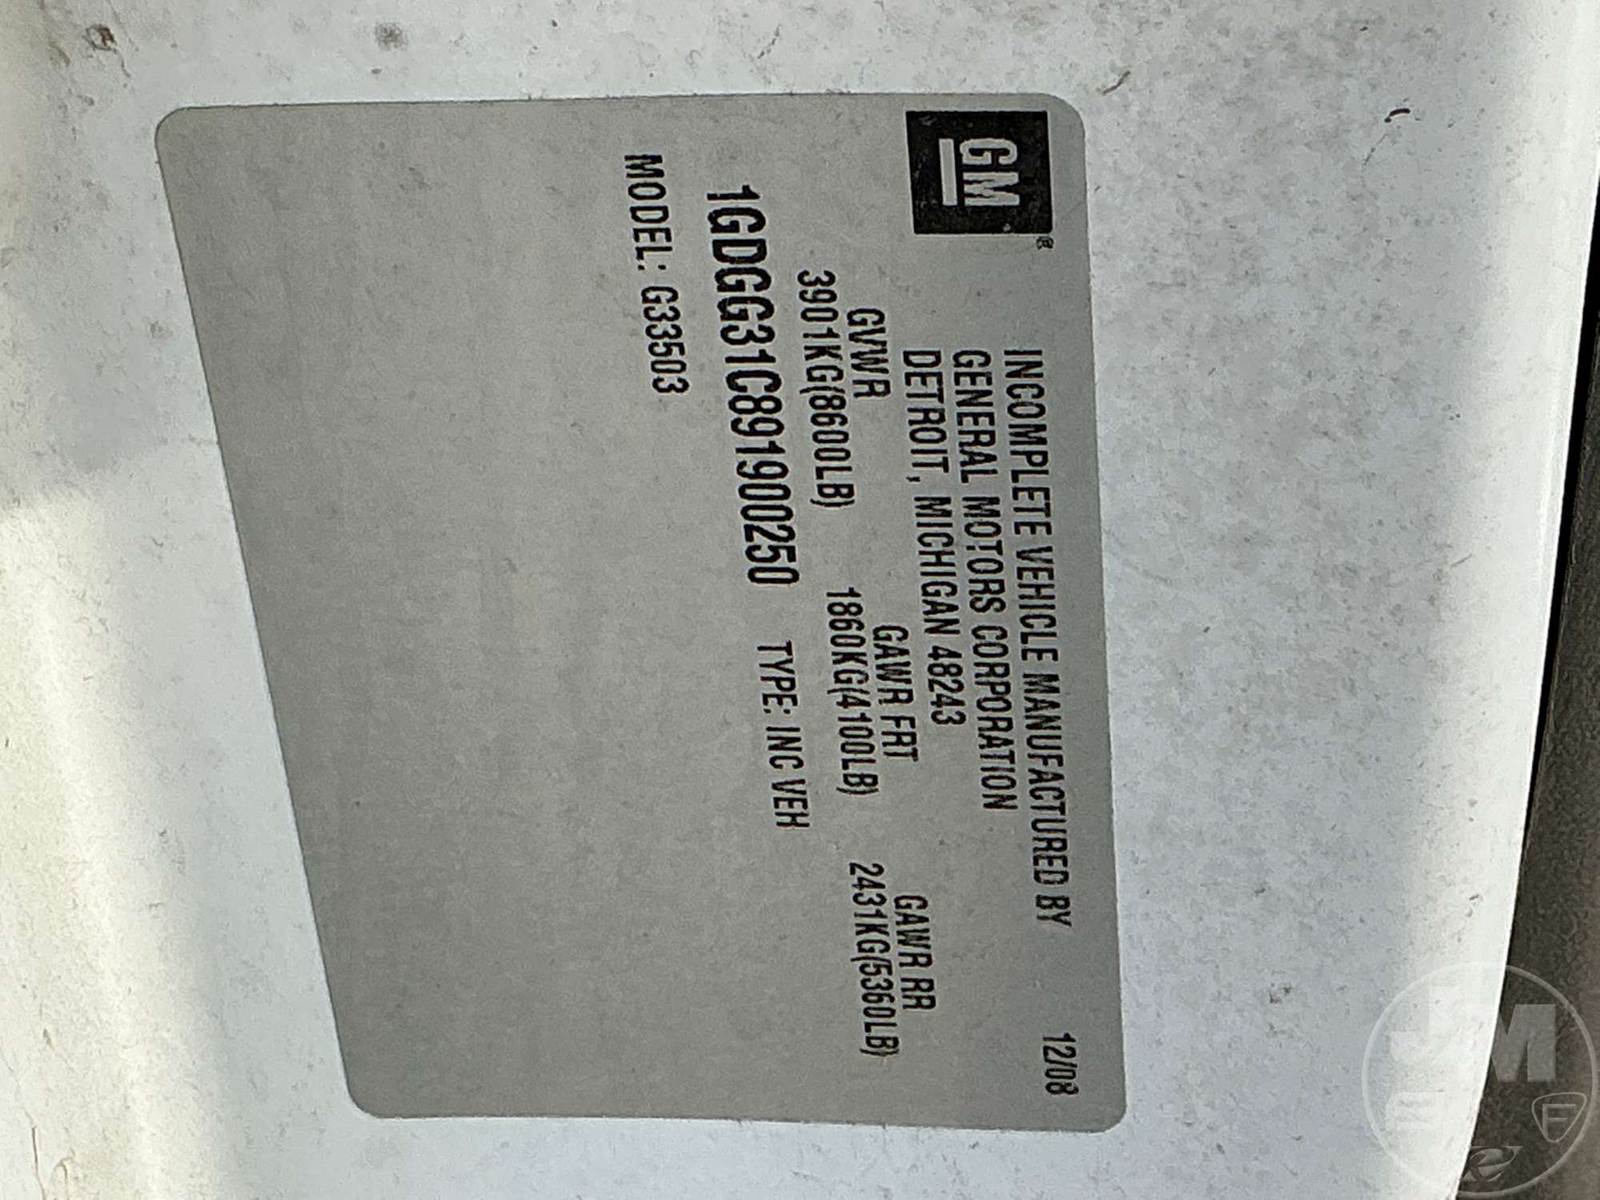 GM®
INCOMPLETE VEHICLE MANUFACTURED BY 12/08
GENERAL MOTORS CORPORATION
DETROIT, MICHIGAN 48243
GVWR GAWR FRT GAWR RR
3901KG(8600LB) 1860KG(4100LB) 2431KG(5360LB)
1GDGG31C891900250 TYPE: INC VEH
MODEL: G33503
JM
E F